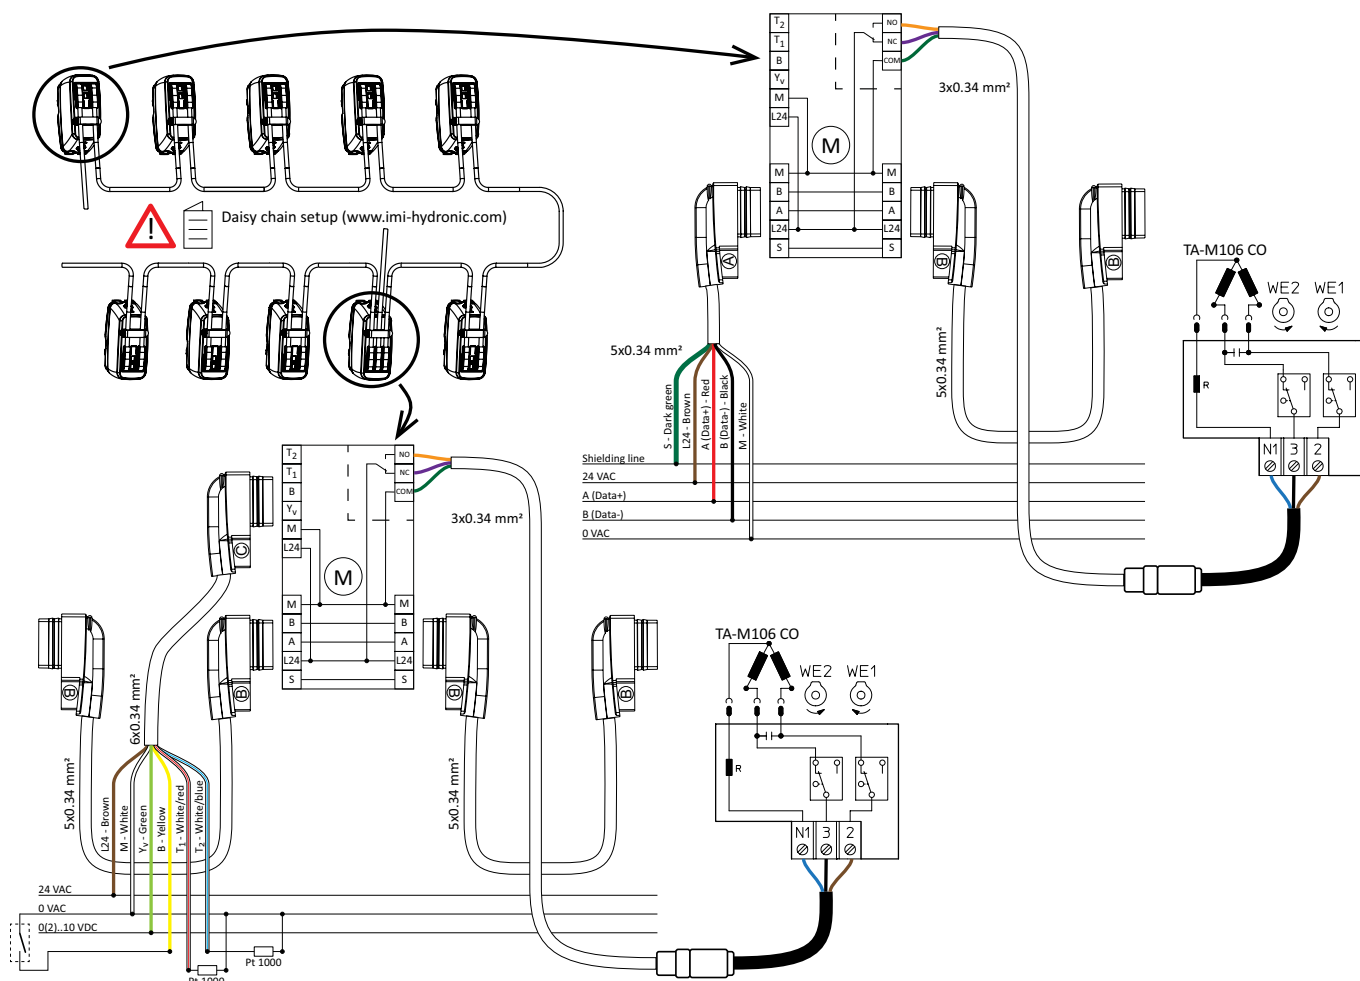 T2
T1
B
Yv
M
L24
NO
NC
COM
3x0.34 mm²
M
M
B
A
L24
S
M
B
A
L24
S
Daisy chain setup (www.imi-hydronic.com)
A
B
B
5x0.34 mm²
5x0.34 mm²
S - Dark green
L24 - Brown
A (Data+) - Red
B (Data-) - Black
M - White
Shielding line
24 VAC
A (Data+)
B (Data-)
0 VAC
TA-M106 CO
WE2
WE1
R
N1
3
2
T2
T1
B
Yv
M
L24
NO
NC
COM
3x0.34 mm²
M
M
B
A
L24
S
M
B
A
L24
S
C
B
B
B
B
6x0.34 mm²
5x0.34 mm²
5x0.34 mm²
L24 - Brown
M - White
Yv - Green
B - Yellow
T1 - White/red
T2 - White/blue
24 VAC
0 VAC
0(2)..10 VDC
Pt 1000
Pt 1000
TA-M106 CO
WE2
WE1
R
N1
3
2